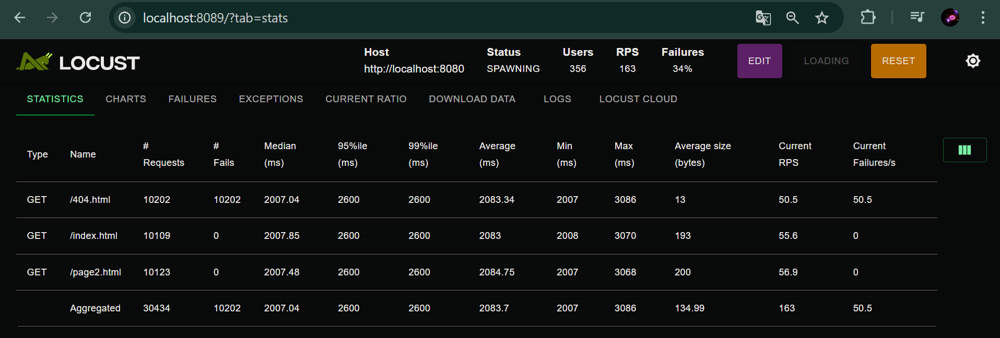 localhost:8089/?tab=stats
LOCUST
Host
http://localhost:8080
Status
SPAWNING
Users
356
RPS
163
Failures
34%
EDIT
LOADING
RESET
STATISTICS CHARTS FAILURES EXCEPTIONS CURRENT RATIO DOWNLOAD DATA LOGS LOCUST CLOUD
Type Name # Requests # Fails Median (ms) 95%ile (ms) 99%ile (ms) Average (ms) Min (ms) Max (ms) Average size (bytes) Current RPS Current Failures/s
GET /404.html 10202 10202 2007.04 2600 2600 2083.34 2007 3086 13 50.5 50.5
GET /index.html 10109 0 2007.85 2600 2600 2083 2008 3070 193 55.6 0
GET /page2.html 10123 0 2007.48 2600 2600 2084.75 2007 3068 200 56.9 0
Aggregated 30434 10202 2007.04 2600 2600 2083.7 2007 3086 134.99 163 50.5